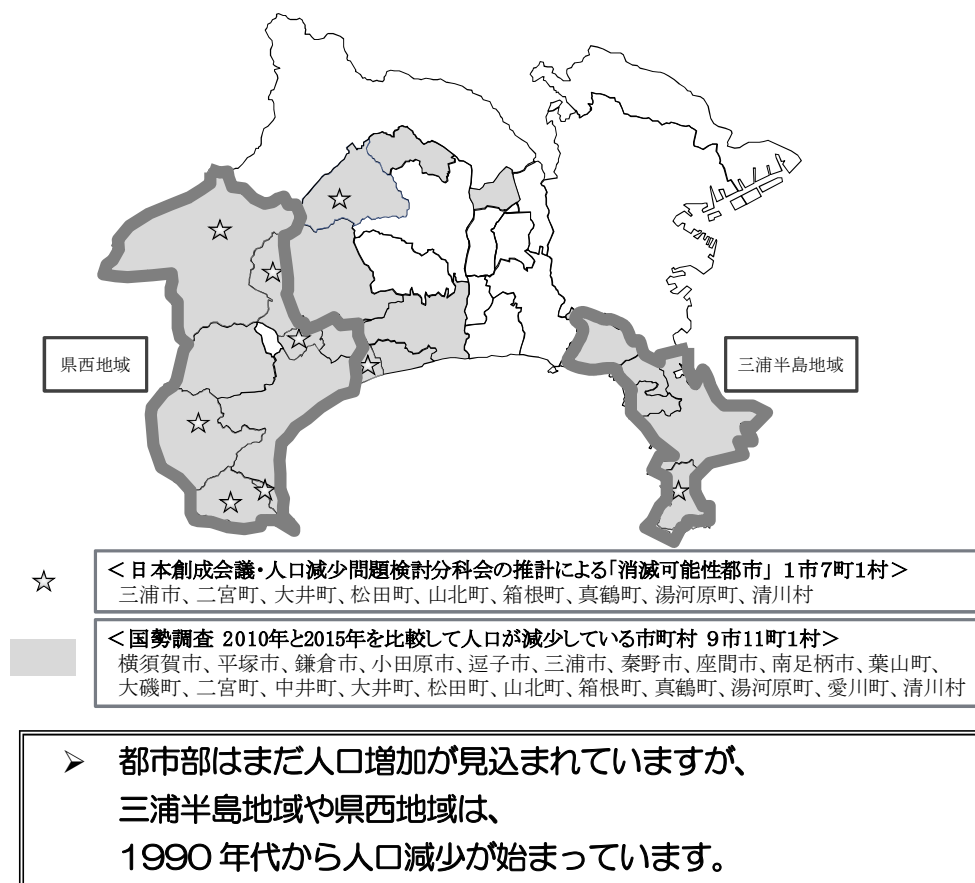 県西地域
三浦半島地域
☆
＜日本創成会議・人口減少問題検討分科会の推計による「消滅可能性都市」 1市7町1村＞
三浦市、二宮町、大井町、松田町、山北町、箱根町、真鶴町、湯河原町、清川村
＜国勢調査 2010年と2015年を比較して人口が減少している市町村 9市11町1村＞
横須賀市、平塚市、鎌倉市、小田原市、逗子市、三浦市、秦野市、座間市、南足柄市、葉山町、
大磯町、二宮町、中井町、大井町、松田町、山北町、箱根町、真鶴町、湯河原町、愛川町、清川村
➢ 都市部はまだ人口増加が見込まれていますが、
三浦半島地域や県西地域は、
1990年代から人口減少が始まっています。